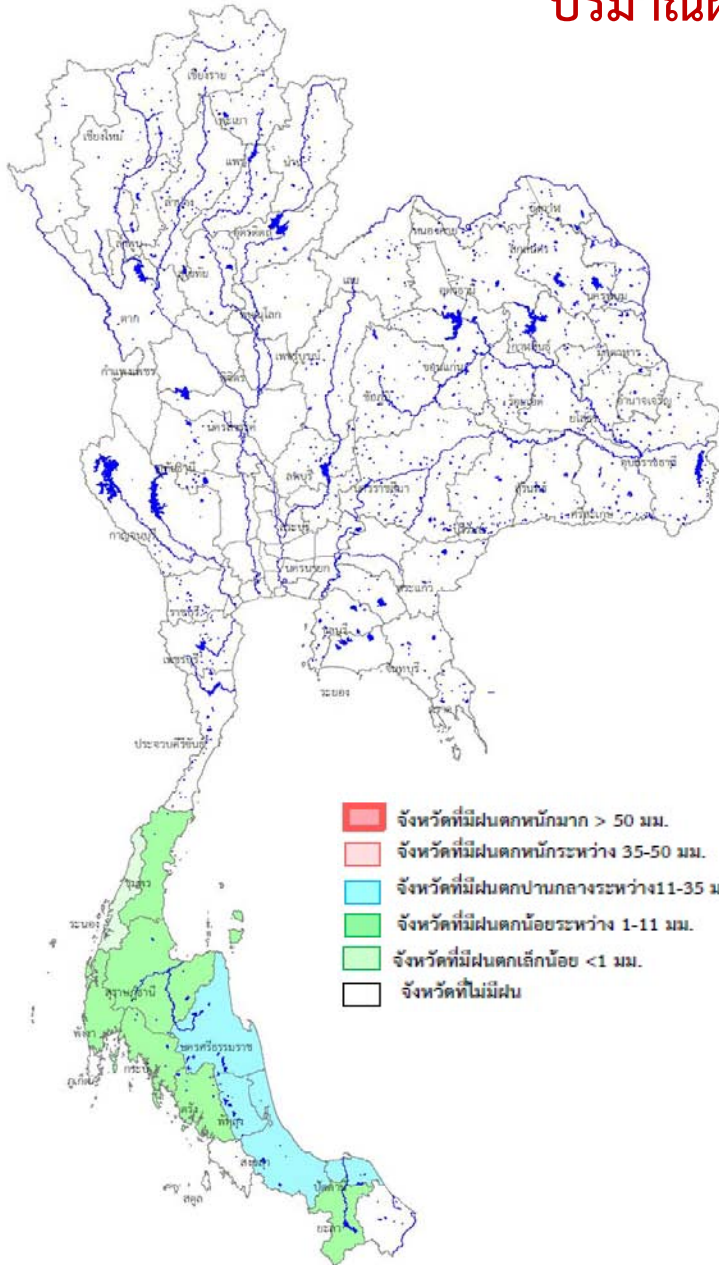 เชียงราย
พะเยา
เชียงใหม่
แพร่
น่าน
ลำปาง
อุตรดิตถ์
ลำพูน
สุโขทัย
ตาก
พิษณุโลก
เลย
หนองคาย
บึงกาฬ
สกลนคร
อุดรธานี
นครพนม
กำแพงเพชร
พิจิตร
เพชรบูรณ์
ขอนแก่น
กาฬสินธุ์
มุกดาหาร
ชัยภูมิ
ร้อยเอ็ด
ยโสธร
อำนาจเจริญ
นครสวรรค์
อุทัยธานี
ลพบุรี
นครราชสีมา
สุรินทร์
อุบลราชธานี
ศรีสะเกษ
บุรีรัมย์
กาญจนบุรี
สระบุรี
นครนายก
สระแก้ว
ราชบุรี
ชลบุรี
เพชรบุรี
ระยอง
จันทบุรี
ตราด
ประจวบคีรีขันธ์
จังหวัดที่มีฝนตกหนักมาก > 50 มม.
จังหวัดที่มีฝนตกหนักระหว่าง 35-50 มม.
จังหวัดที่มีฝนตกปานกลางระหว่าง11-35 ม
จังหวัดที่มีฝนตกน้อยระหว่าง 1-11 มม.
จังหวัดที่มีฝนตกเล็กน้อย <1 มม.
จังหวัดที่ไม่มีฝน
ชุมพร
ระนอง
สุราษฎร์ธานี
พังงา
นครศรีธรรมราช
ภูเก็ต
กระบี่
ตรัง
พัทลุง
สงขลา
สตูล
ปัตตานี
ยะลา